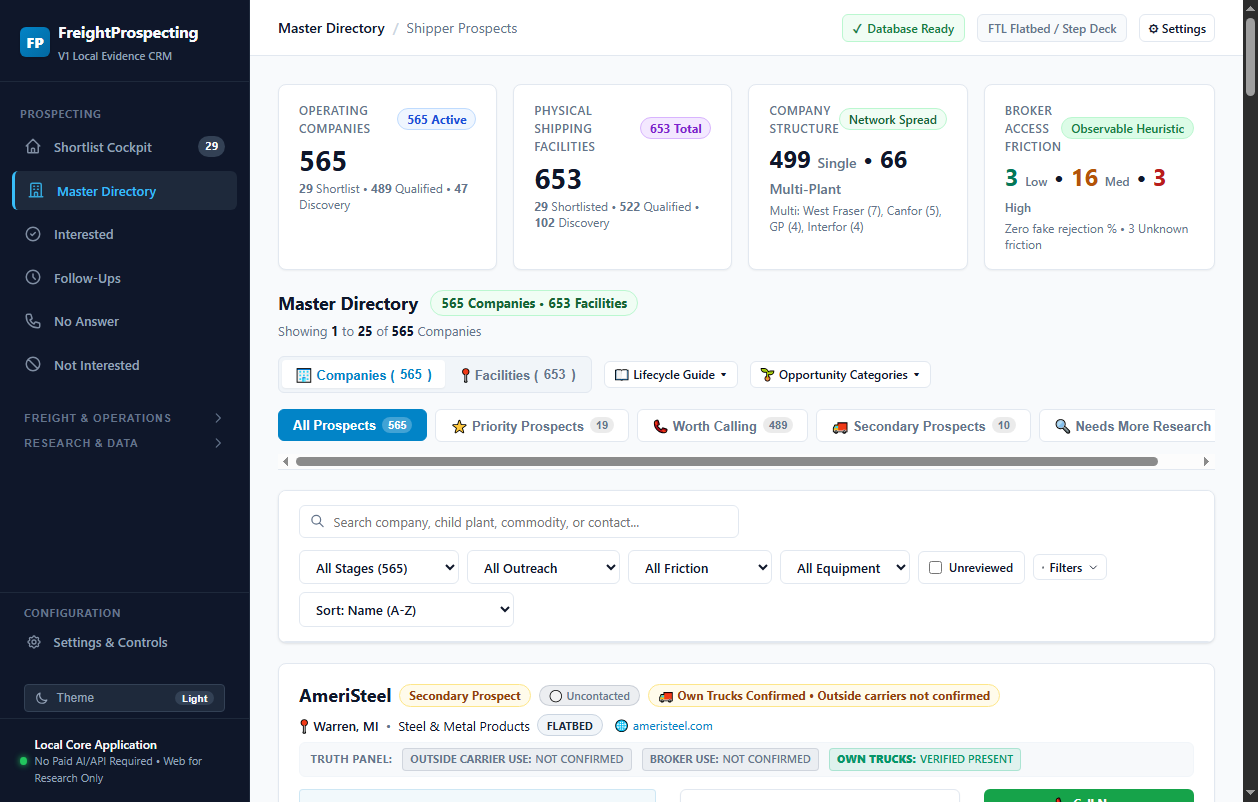 FP
FreightProspecting
V1 Local Evidence CRM
PROSPECTING
Shortlist Cockpit 29
Master Directory
Interested
Follow-Ups
No Answer
Not Interested
FREIGHT & OPERATIONS
RESEARCH & DATA
CONFIGURATION
Settings & Controls
Theme Light
Local Core Application
No Paid AI/API Required • Web for
Research Only
Master Directory / Shipper Prospects
✓ Database Ready
FTL Flatbed / Step Deck
⚙ Settings
OPERATING
COMPANIES
565 Active
565
29 Shortlist • 489 Qualified • 47
Discovery
PHYSICAL
SHIPPING
FACILITIES
653 Total
653
29 Shortlisted • 522 Qualified •
102 Discovery
COMPANY
STRUCTURE
Network Spread
499 Single • 66
Multi-Plant
Multi: West Fraser (7), Canfor (5),
GP (4), Interfor (4)
BROKER
ACCESS
FRICTION
Observable Heuristic
3 Low • 16 Med • 3
High
Zero fake rejection % • 3 Unknown
friction
Master Directory 565 Companies • 653 Facilities
Showing 1 to 25 of 565 Companies
Companies ( 565 ) Facilities ( 653 ) Lifecycle Guide ▾ Opportunity Categories ▾
All Prospects 565 Priority Prospects 19 Worth Calling 489 Secondary Prospects 10 Needs More Research
Search company, child plant, commodity, or contact...
All Stages (565) All Outreach All Friction All Equipment Unreviewed · Filters
Sort: Name (A-Z)
AmeriSteel Secondary Prospect Uncontacted Own Trucks Confirmed • Outside carriers not confirmed
Warren, MI • Steel & Metal Products FLATBED ameristeel.com
TRUTH PANEL: OUTSIDE CARRIER USE: NOT CONFIRMED BROKER USE: NOT CONFIRMED OWN TRUCKS: VERIFIED PRESENT